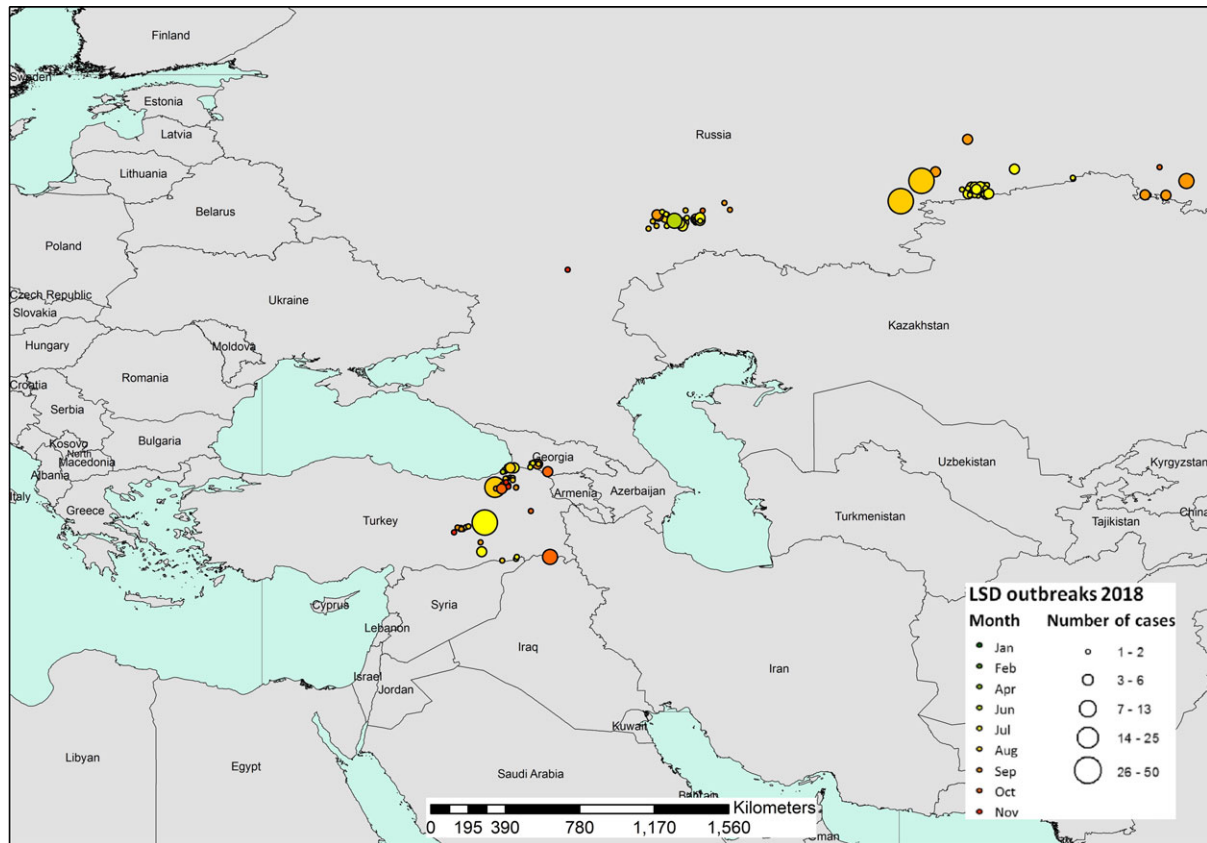 Finland
Sweden
Estonia
Russia
Latvia
Lithuania
Belarus
Poland
Czech Republic
Ukraine
Slovakia
Kazakhstan
Hungary
Moldova
Romania
Croatia
Serbia
Bulgaria
Kosovo
North
Macedonia
Georgia
Uzbekistan
Kyrgyzstan
Albania
Armenia
Azerbaijan
Italy
Greece
Turkey
Turkmenistan
Tajikistan
China
Cyprus
Syria
Lebanon
Iraq
Iran
Israel
Jordan
Kuwait
Libyan
Egypt
Saudi Arabia
Bahrain
LSD outbreaks 2018
Month Number of cases
Jan
Feb
Apr
Jun
Jul
Aug
Sep
Oct
Nov
1 - 2
3 - 6
7 - 13
14 - 25
26 - 50
Kilometers
0 195 390 780 1,170 1,560